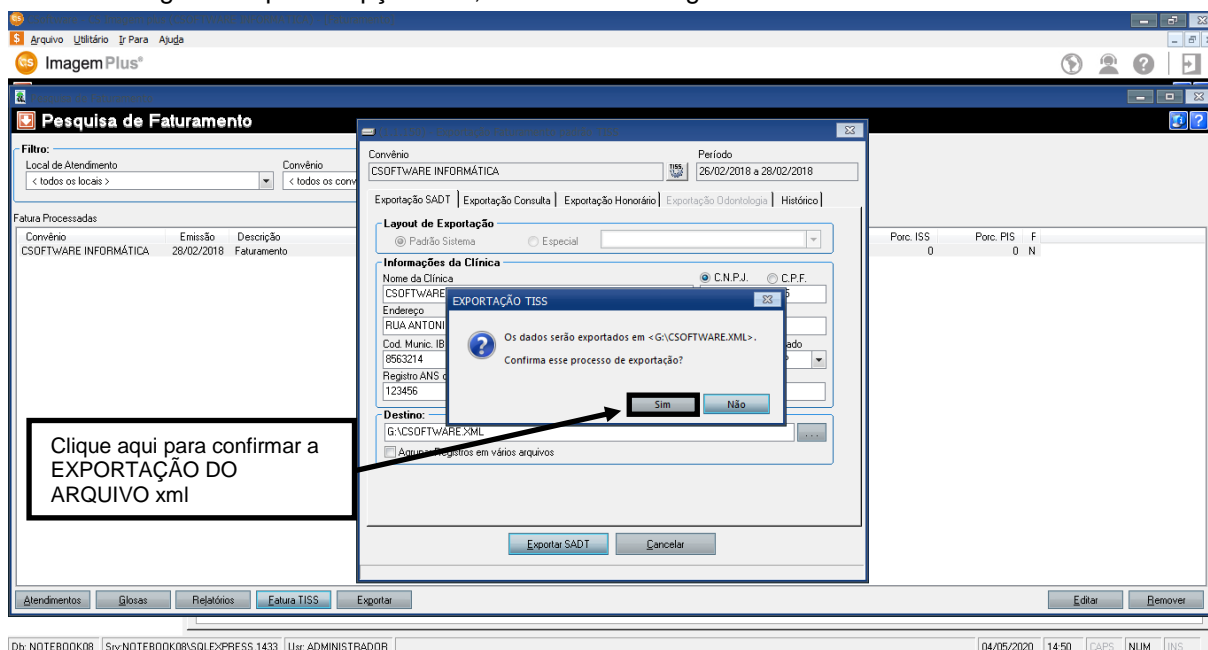 Arquivo Utilitário Ir Para Ajuda
ImagemPlus®
Pesquisa de Faturamento
Filtro:
Local de Atendimento
Convênio
< todos os locais >
< todos os conv
Fatura Processadas
Convênio Emissão Descrição Porc. ISS Porc. PIS F
CSOFTWARE INFORMÁTICA 28/02/2018 Faturamento 0 0 N
Convênio Período
CSOFTWARE INFORMÁTICA TISS 26/02/2018 a 28/02/2018
Exportação SADT Exportação Consulta Exportação Honorário Exportação Odontologia Histórico
Layout de Exportação
Padrão Sistema Especial
Informações da Clínica
Nome da Clínica C.N.P.J. C.P.F.
CSOFTWARE
Endereço
RUA ANTONI
Cod. Munic. IB
8563214
Registro ANS
123456
EXPORTAÇÃO TISS
Os dados serão exportados em <G:\CSOFTWARE.XML>.
Confirma esse processo de exportação?
Sim Não
Destino:
G:\CSOFTWARE.XML
...
Agrupar Registros em vários arquivos
Exportar SADT Cancelar
Clique aqui para confirmar a
EXPORTAÇÃO DO
ARQUIVO xml
Atendimentos Glosas Relatórios Fatura TISS Exportar Editar Remover
Db: NOTEBOOK08 Srv:NOTEBOOK08\SQLEXPRESS,1433 Usr: ADMINISTRADOR 04/05/2020 14:50 CAPS NUM INS